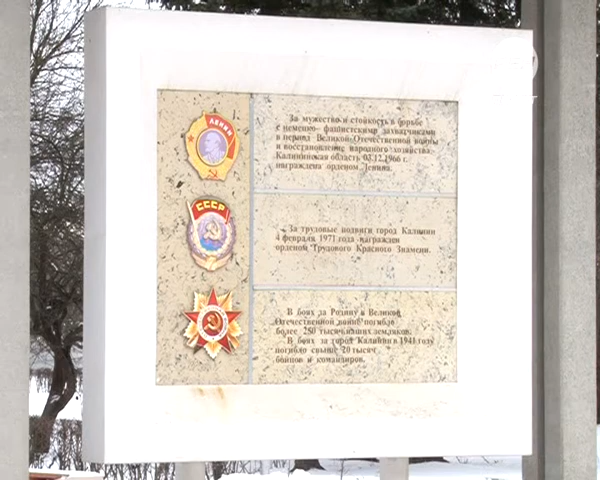 ЛЕНИН
За мужество и стойкость в борьбе
с немецко-фашистскими захватчиками
в период Великой Отечественной войны
и восстановление народного хозяйства
Калининская область 03.12.1966 г.
награждена орденом Ленина.
СССР
За трудовые подвиги город Калинин
4 февраля 1971 года награжден
орденом Трудового Красного Знамени.
В боях за Родину в Великой
Отечественной войне погибло
более 250 тысяч наших земляков.
В боях за город Калинин в 1941 году
погибло свыше 20 тысяч
бойцов и командиров.